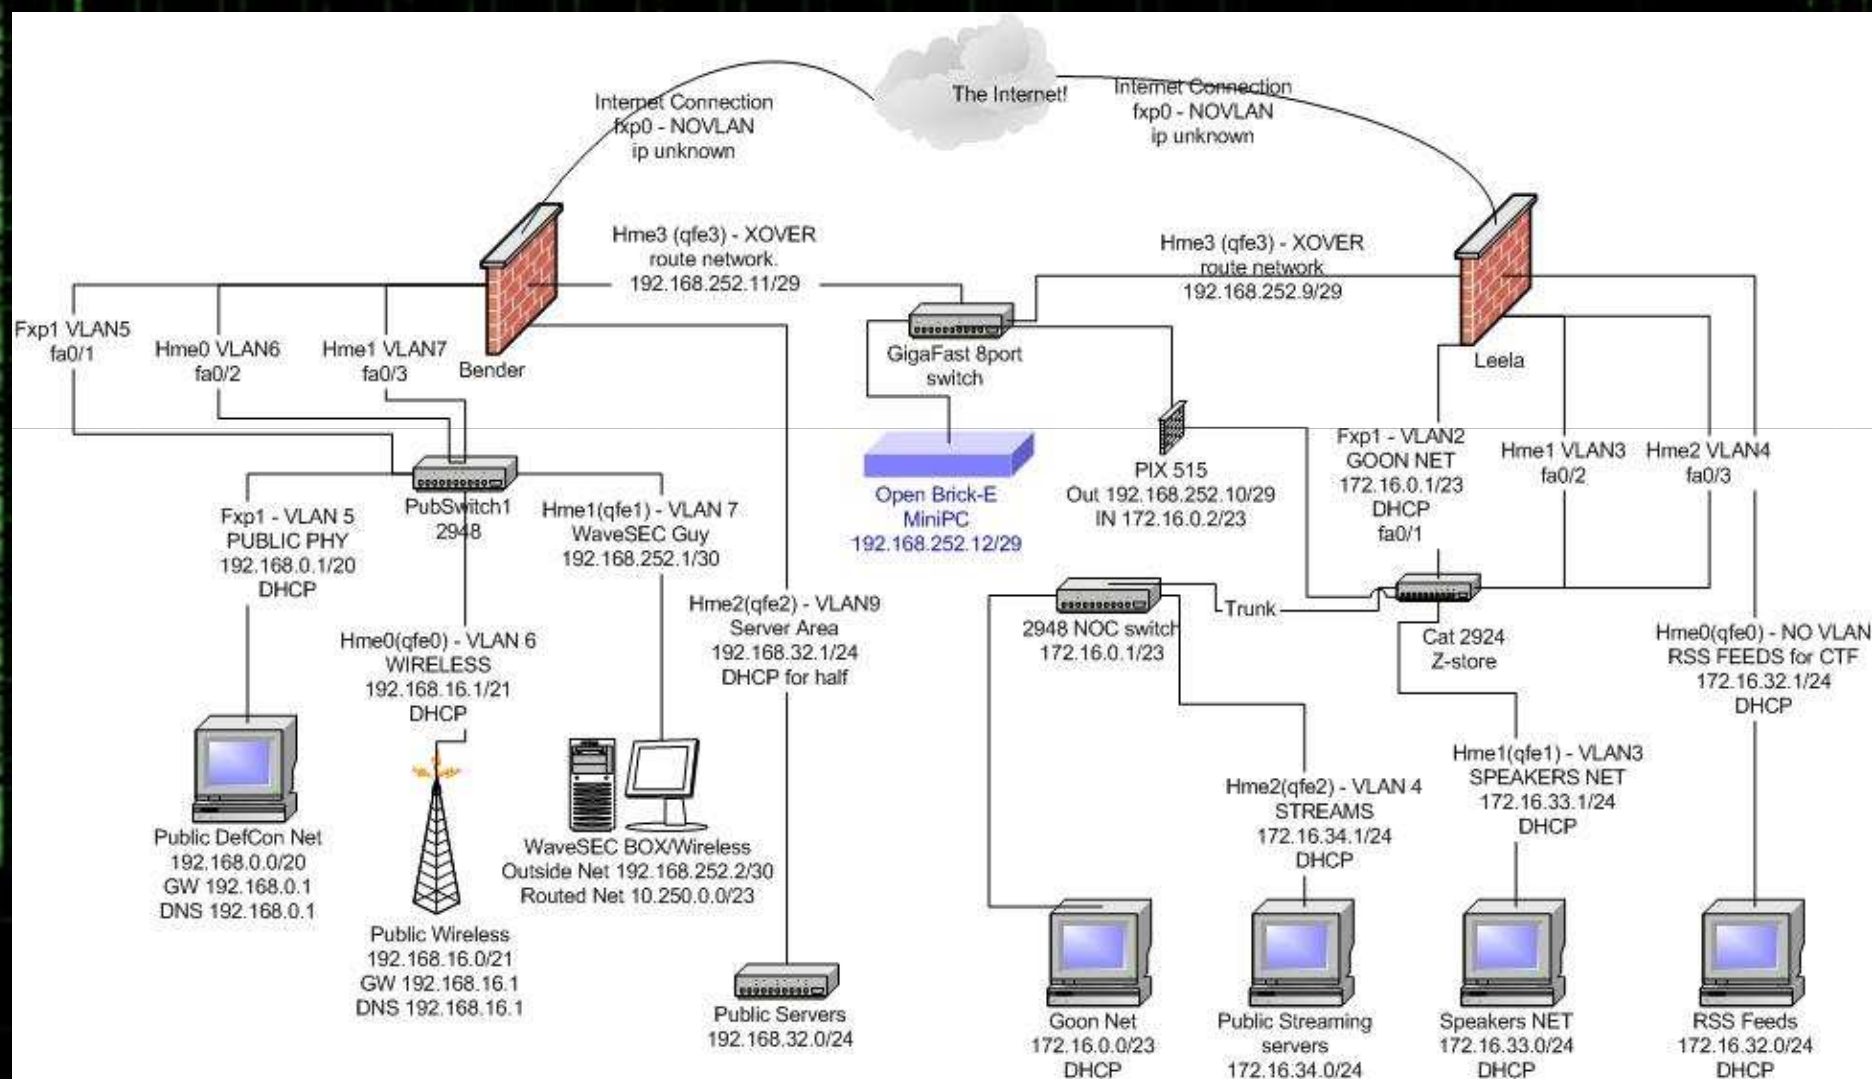 The Internet!
Internet Connection
fxp0 - NOVLAN
ip unknown
Internet Connection
fxp0 - NOVLAN
ip unknown
Hme3 (qfe3) - XOVER
route network.
192.168.252.11/29
Hme3 (qfe3) - XOVER
route network
192.168.252.9/29
Fxp1 VLAN5
fa0/1
Hme0 VLAN6
fa0/2
Hme1 VLAN7
fa0/3
Bender
GigaFast 8port
switch
Leela
PubSwitch1
2948
Open Brick-E
MiniPC
192.168.252.12/29
PIX 515
Out 192.168.252.10/29
IN 172.16.0.2/23
Fxp1 - VLAN2
GOON NET
172.16.0.1/23
DHCP
fa0/1
Hme1 VLAN3
fa0/2
Hme2 VLAN4
fa0/3
Fxp1 - VLAN 5
PUBLIC PHY
192.168.0.1/20
DHCP
Hme1(qfe1) - VLAN 7
WaveSEC Guy
192.168.252.1/30
Hme0(qfe0) - VLAN 6
WIRELESS
192.168.16.1/21
DHCP
Hme2(qfe2) - VLAN9
Server Area
192.168.32.1/24
DHCP for half
2948 NOC switch
172.16.0.1/23
Trunk
Cat 2924
Z-store
Hme0(qfe0) - NO VLAN
RSS FEEDS for CTF
172.16.32.1/24
DHCP
Hme2(qfe2) - VLAN 4
STREAMS
172.16.34.1/24
DHCP
Hme1(qfe1) - VLAN3
SPEAKERS NET
172.16.33.1/24
DHCP
Public DefCon Net
192.168.0.0/20
GW 192.168.0.1
DNS 192.168.0.1
Public Wireless
192.168.16.0/21
GW 192.168.16.1
DNS 192.168.16.1
WaveSEC BOX/Wireless
Outside Net 192.168.252.2/30
Routed Net 10.250.0.0/23
Public Servers
192.168.32.0/24
Goon Net
172.16.0.0/23
DHCP
Public Streaming
servers
172.16.34.0/24
Speakers NET
172.16.33.0/24
DHCP
RSS Feeds
172.16.32.0/24
DHCP